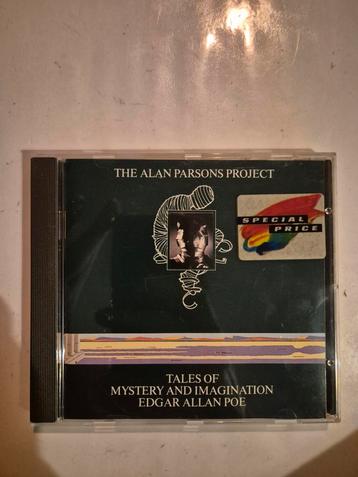 THE ALAN PARSONS PROJECT
SPECIAL
PRICE
TALES OF
MYSTERY AND IMAGINATION
EDGAR ALLAN POE